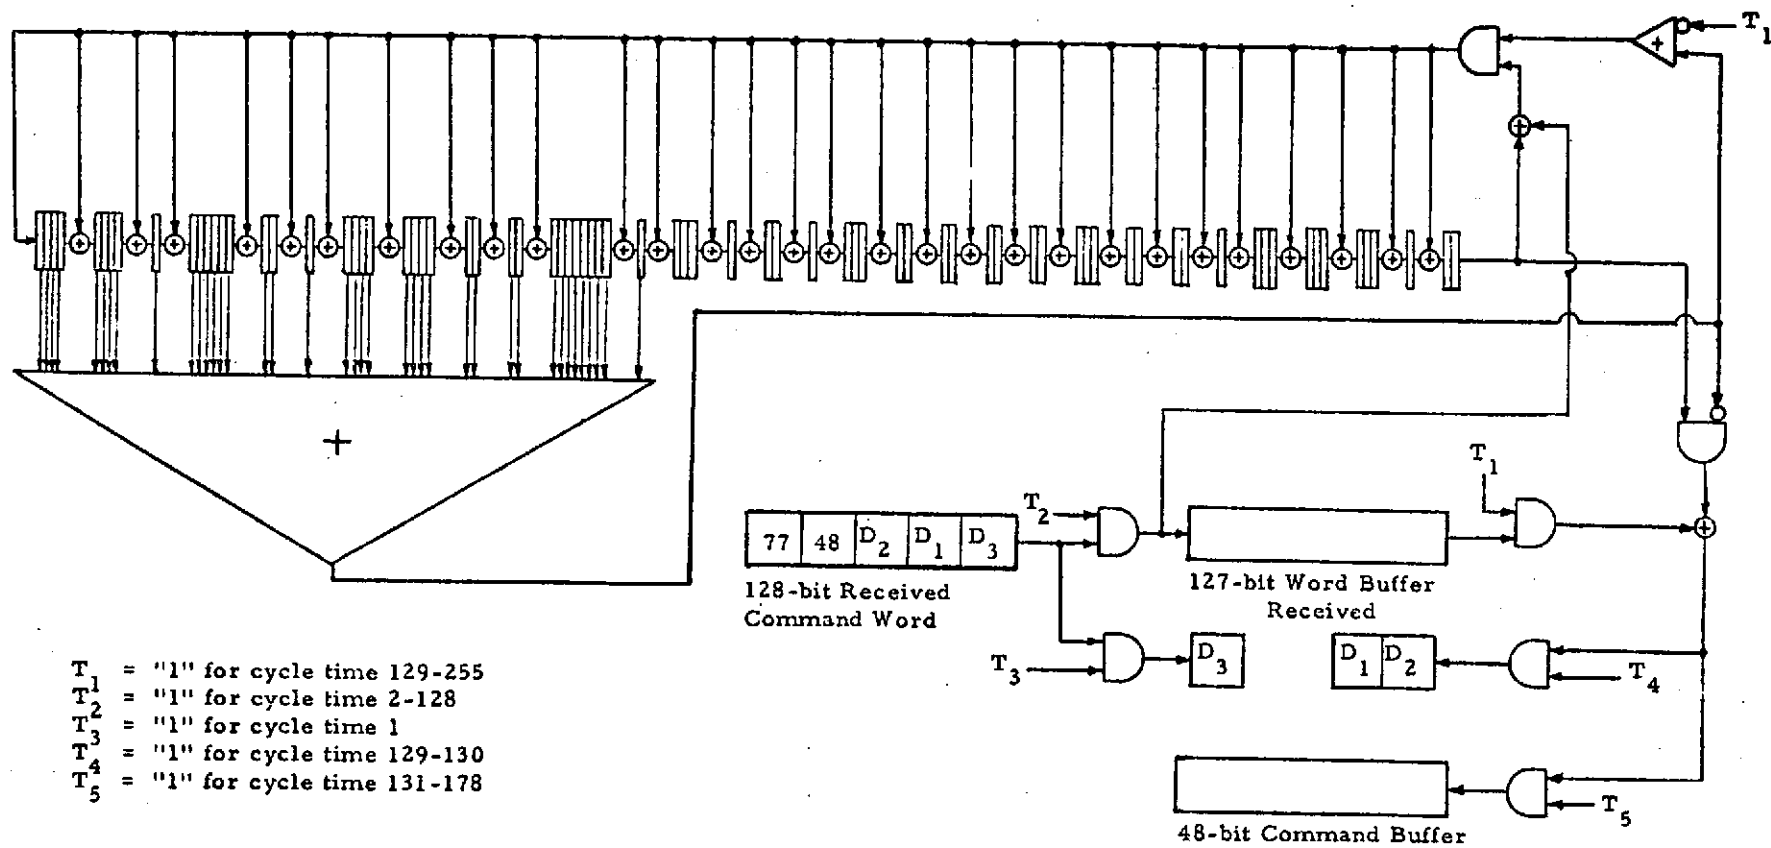 T₁
+
+
T₂
T₁
77 48 D₂ D₁ D₃
128-bit Received
Command Word
127-bit Word Buffer
Received
T₃
D₃
D₁ D₂
T₄
T₁ = "1" for cycle time 129-255
T₂ = "1" for cycle time 2-128
T₃ = "1" for cycle time 1
T₄ = "1" for cycle time 129-130
T₅ = "1" for cycle time 131-178
T₅
48-bit Command Buffer